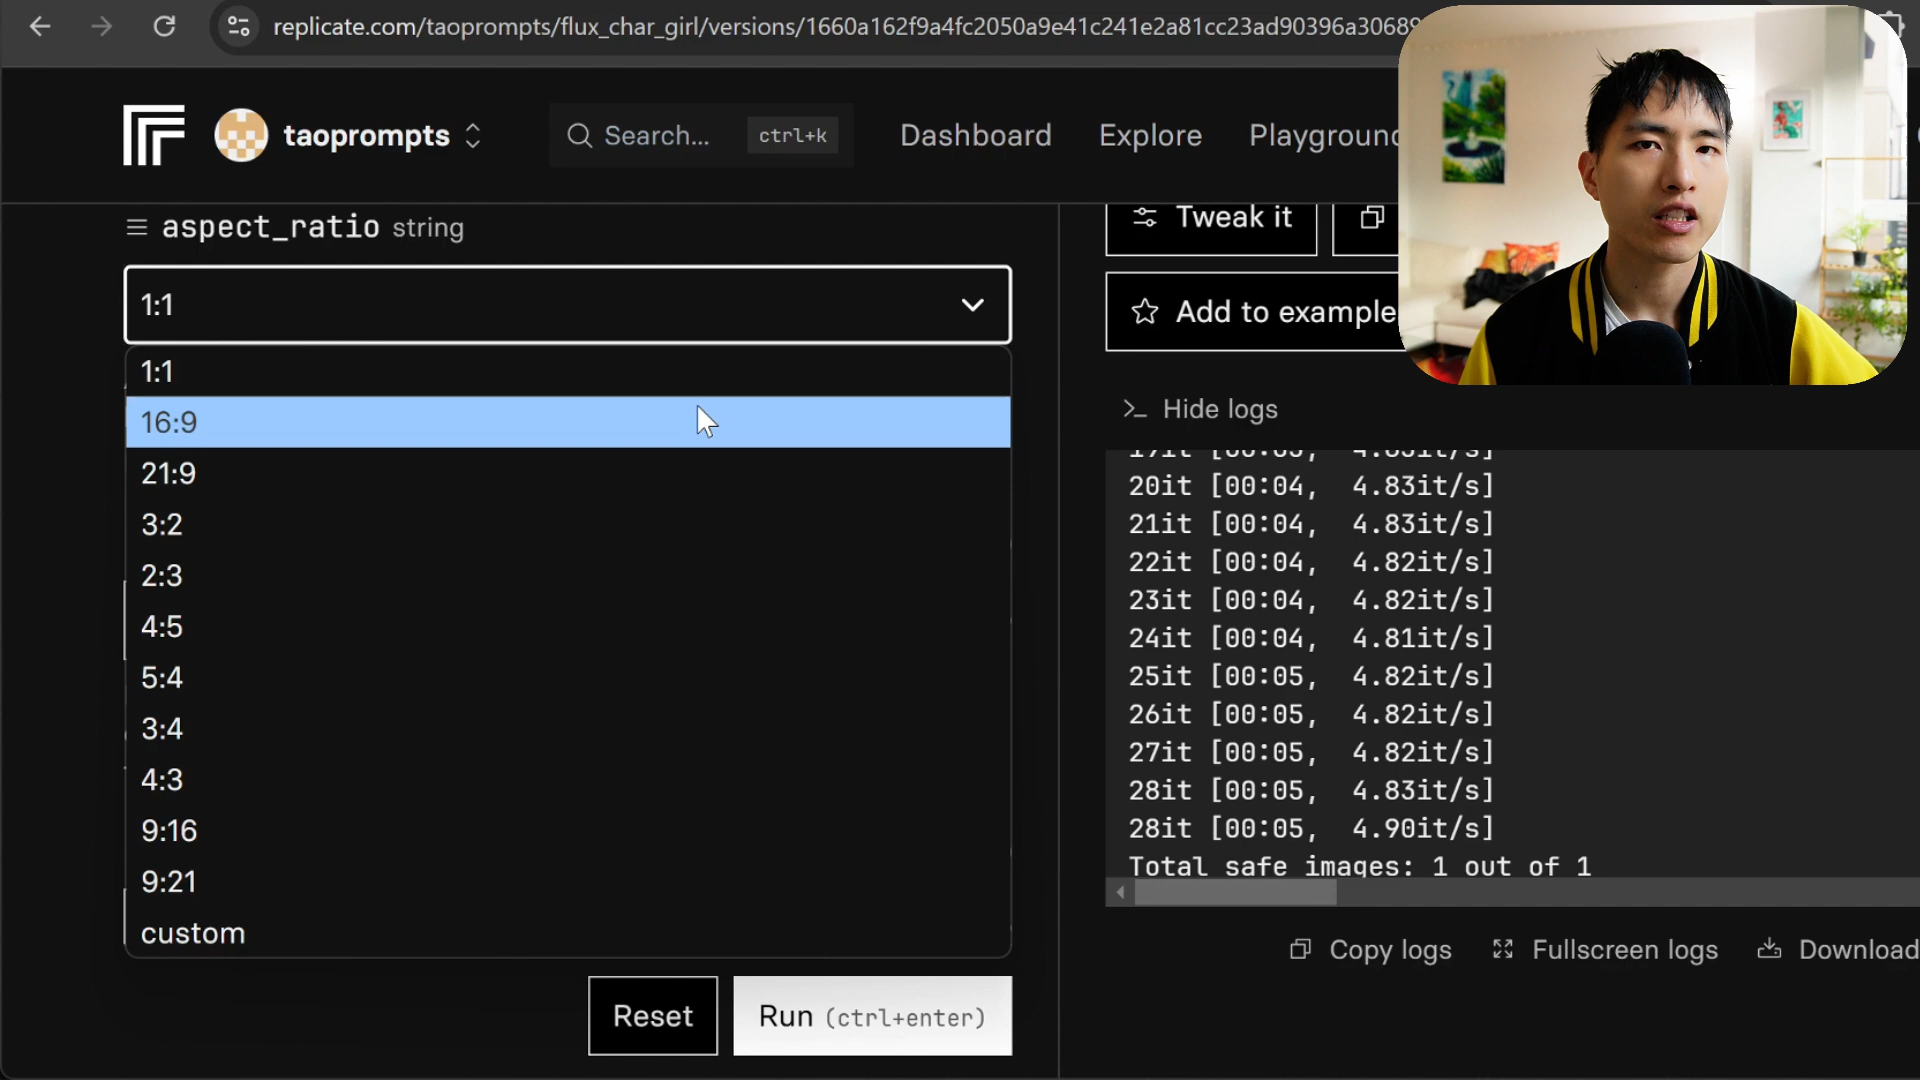 replicate.com/taoprompts/flux_char_girl/versions/1660a162f9a4fc2050a9e41c241e2a81cc23ad90396a30689
taoprompts
Search...
ctrl+k
Dashboard
Explore
Playground
aspect_ratio string
1:1
1:1
16:9
21:9
3:2
2:3
4:5
5:4
3:4
4:3
9:16
9:21
custom
Reset
Run (ctrl+enter)
Tweak it
Add to example
Hide logs
20it [00:04, 4.83it/s]
21it [00:04, 4.83it/s]
22it [00:04, 4.82it/s]
23it [00:04, 4.82it/s]
24it [00:04, 4.81it/s]
25it [00:05, 4.82it/s]
26it [00:05, 4.82it/s]
27it [00:05, 4.82it/s]
28it [00:05, 4.83it/s]
28it [00:05, 4.90it/s]
Total safe images: 1 out of 1
Copy logs
Fullscreen logs
Download